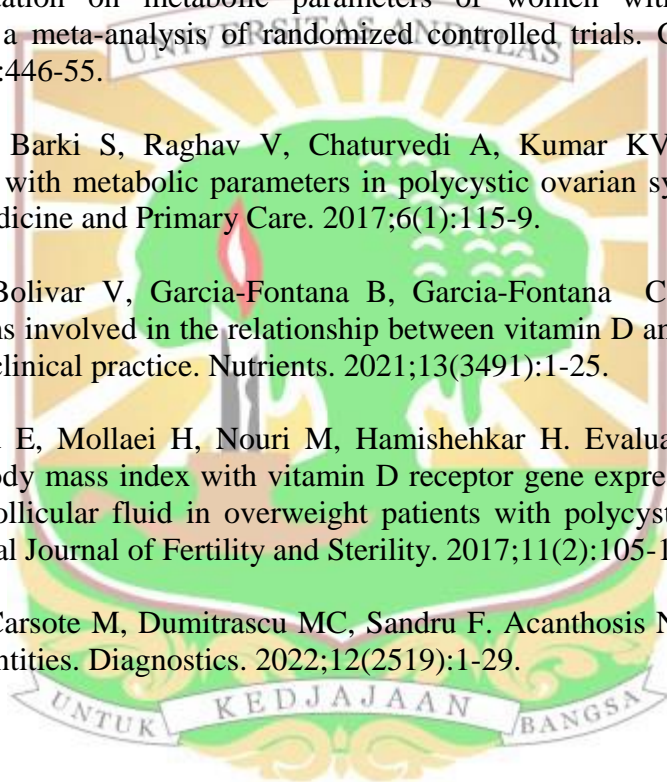 dation on metabolic parameters of women with
a meta-analysis of randomized controlled trials. C
UNIVERSITAS ANDALAS
:446-55.
Barki S, Raghav V, Chaturvedi A, Kumar KV
with metabolic parameters in polycystic ovarian sy
dicine and Primary Care. 2017;6(1):115-9.
Bolivar V, Garcia-Fontana B, Garcia-Fontana C
ns involved in the relationship between vitamin D an
clinical practice. Nutrients. 2021;13(3491):1-25.
E, Mollaei H, Nouri M, Hamishehkar H. Evalua
ody mass index with vitamin D receptor gene expre
ollicular fluid in overweight patients with polycyst
al Journal of Fertility and Sterility. 2017;11(2):105-1
Carsote M, Dumitrascu MC, Sandru F. Acanthosis N
ntities. Diagnostics. 2022;12(2519):1-29.
UNTUK KEDJAJAAN BANGSA